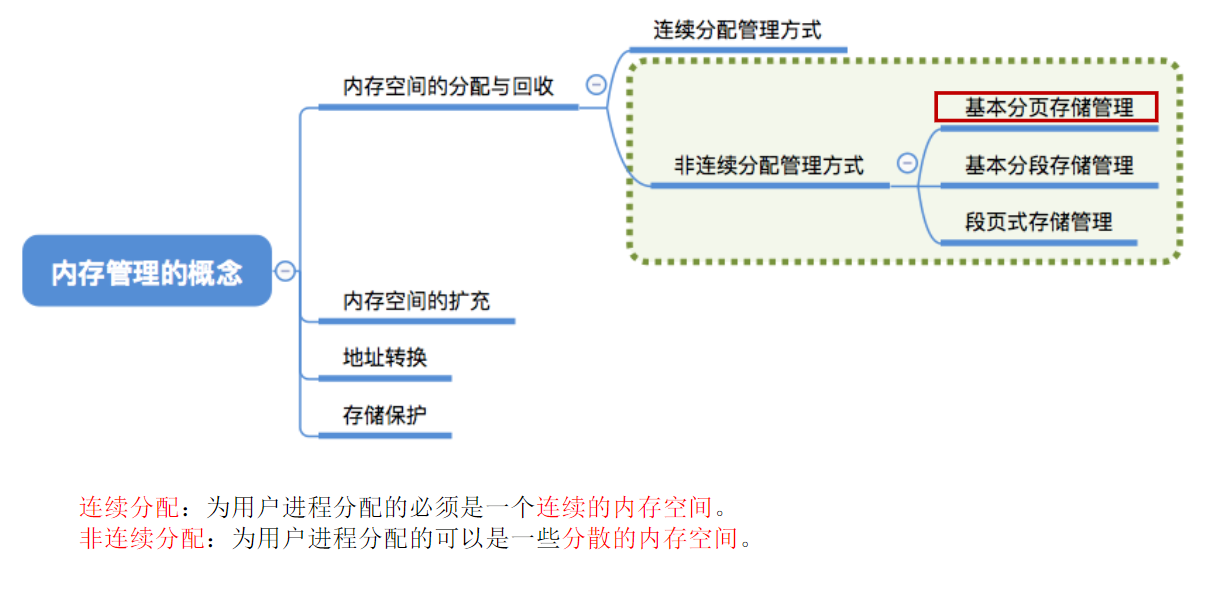 连续分配管理方式
内存空间的分配与回收
基本分页存储管理
非连续分配管理方式
基本分段存储管理
段页式存储管理
内存管理的概念
内存空间的扩充
地址转换
存储保护
连续分配：为用户进程分配的必须是一个连续的内存空间。
非连续分配：为用户进程分配的可以是一些分散的内存空间。